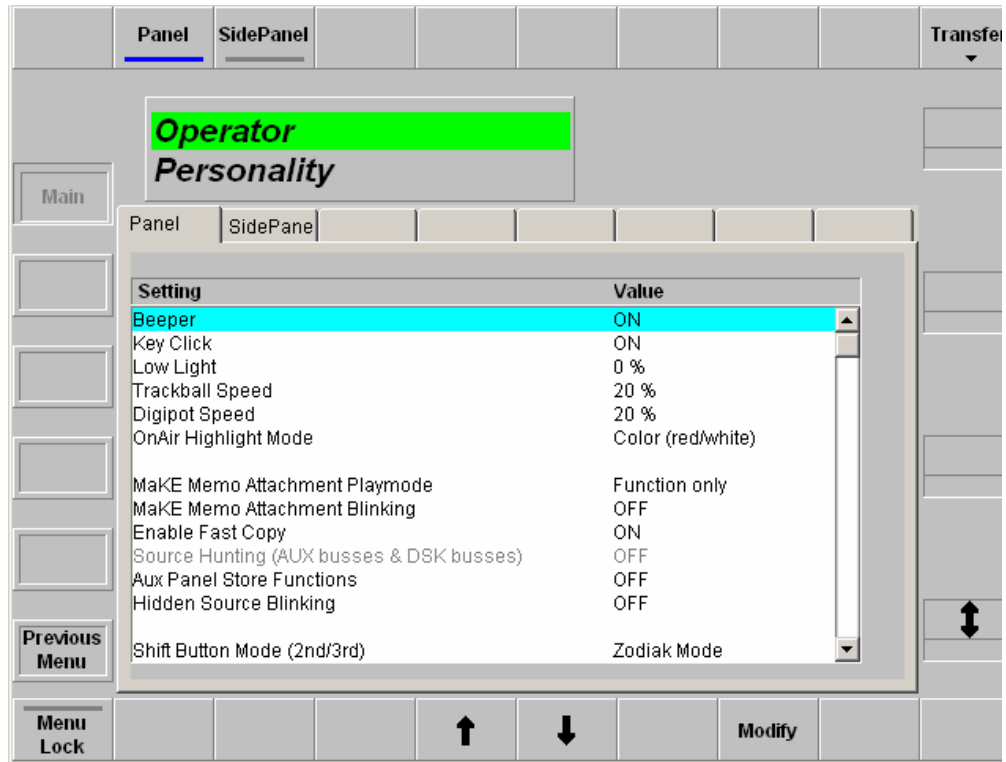 Panel SidePanel Transfer
Operator
Personality
Main
Panel SidePane
Setting Value
Beeper ON
Key Click ON
Low Light 0 %
Trackball Speed 20 %
Digipot Speed 20 %
OnAir Highlight Mode Color (red/white)
MaKE Memo Attachment Playmode Function only
MaKE Memo Attachment Blinking OFF
Enable Fast Copy ON
Source Hunting (AUX busses & DSK busses) OFF
Aux Panel Store Functions OFF
Hidden Source Blinking OFF
Shift Button Mode (2nd/3rd) Zodiak Mode
Previous
Menu
Menu
Lock
Modify